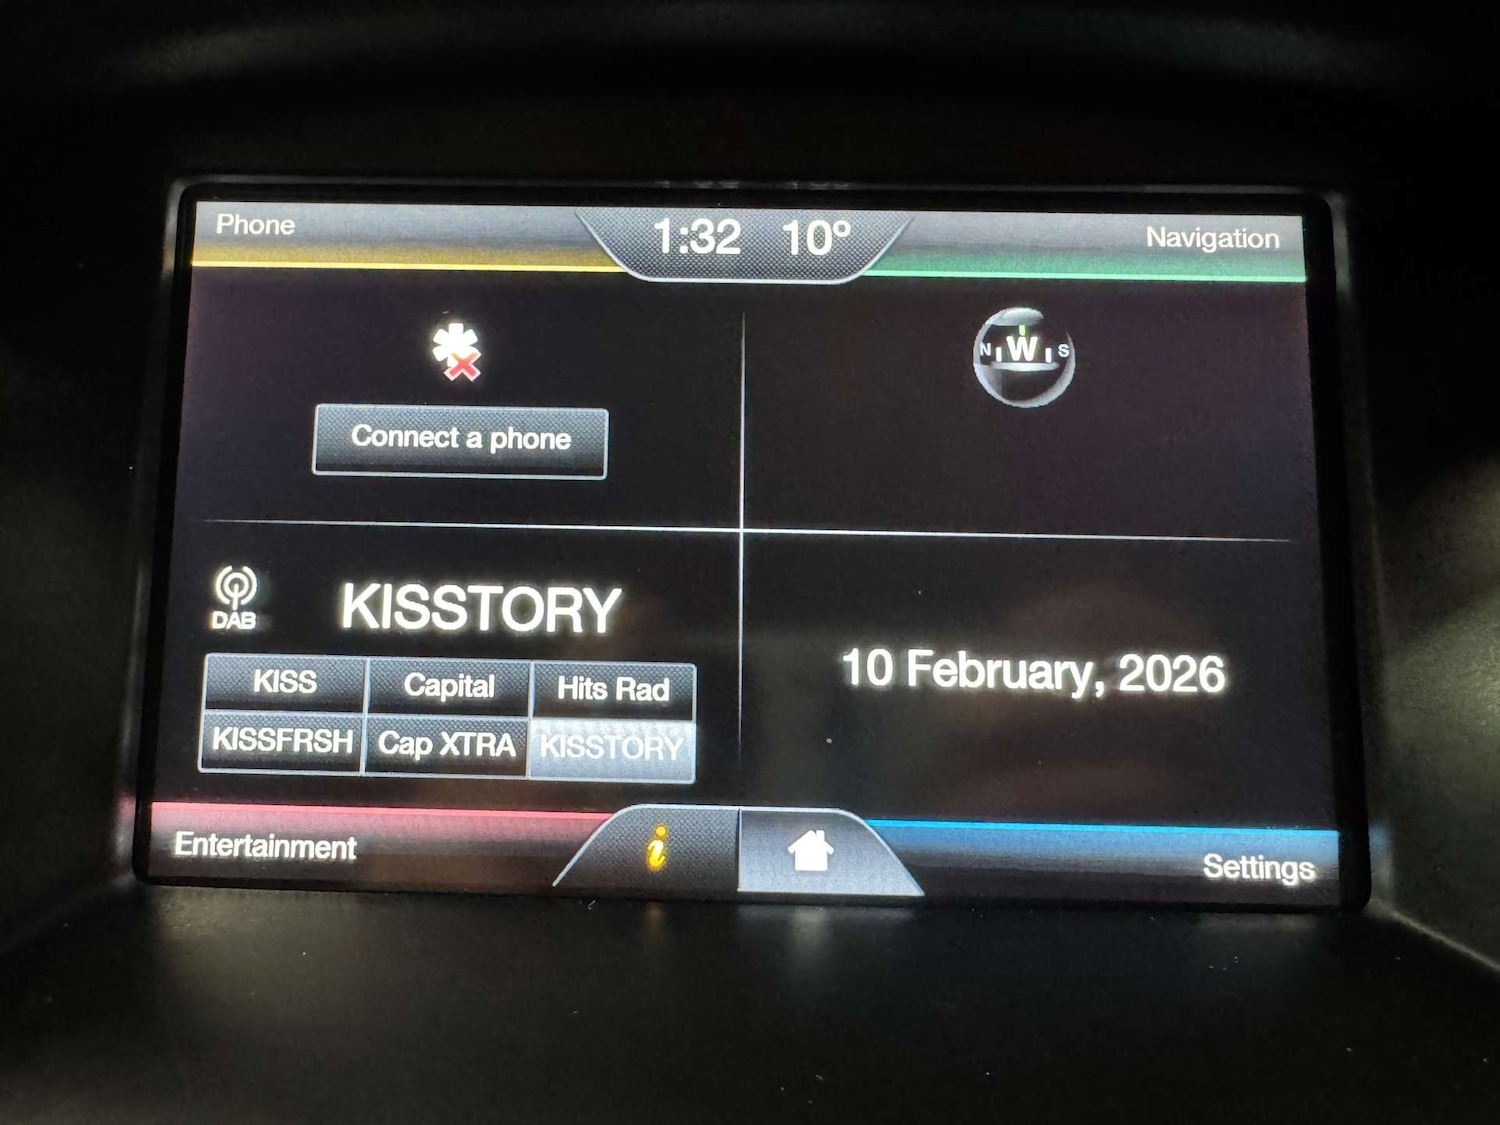 Phone
1:32 10°
Navigation
Connect a phone
N W S
DAB
KISSTORY
KISS Capital Hits Rad
KISSFRSH Cap XTRA KISSTORY
10 February, 2026
Entertainment
i
Settings